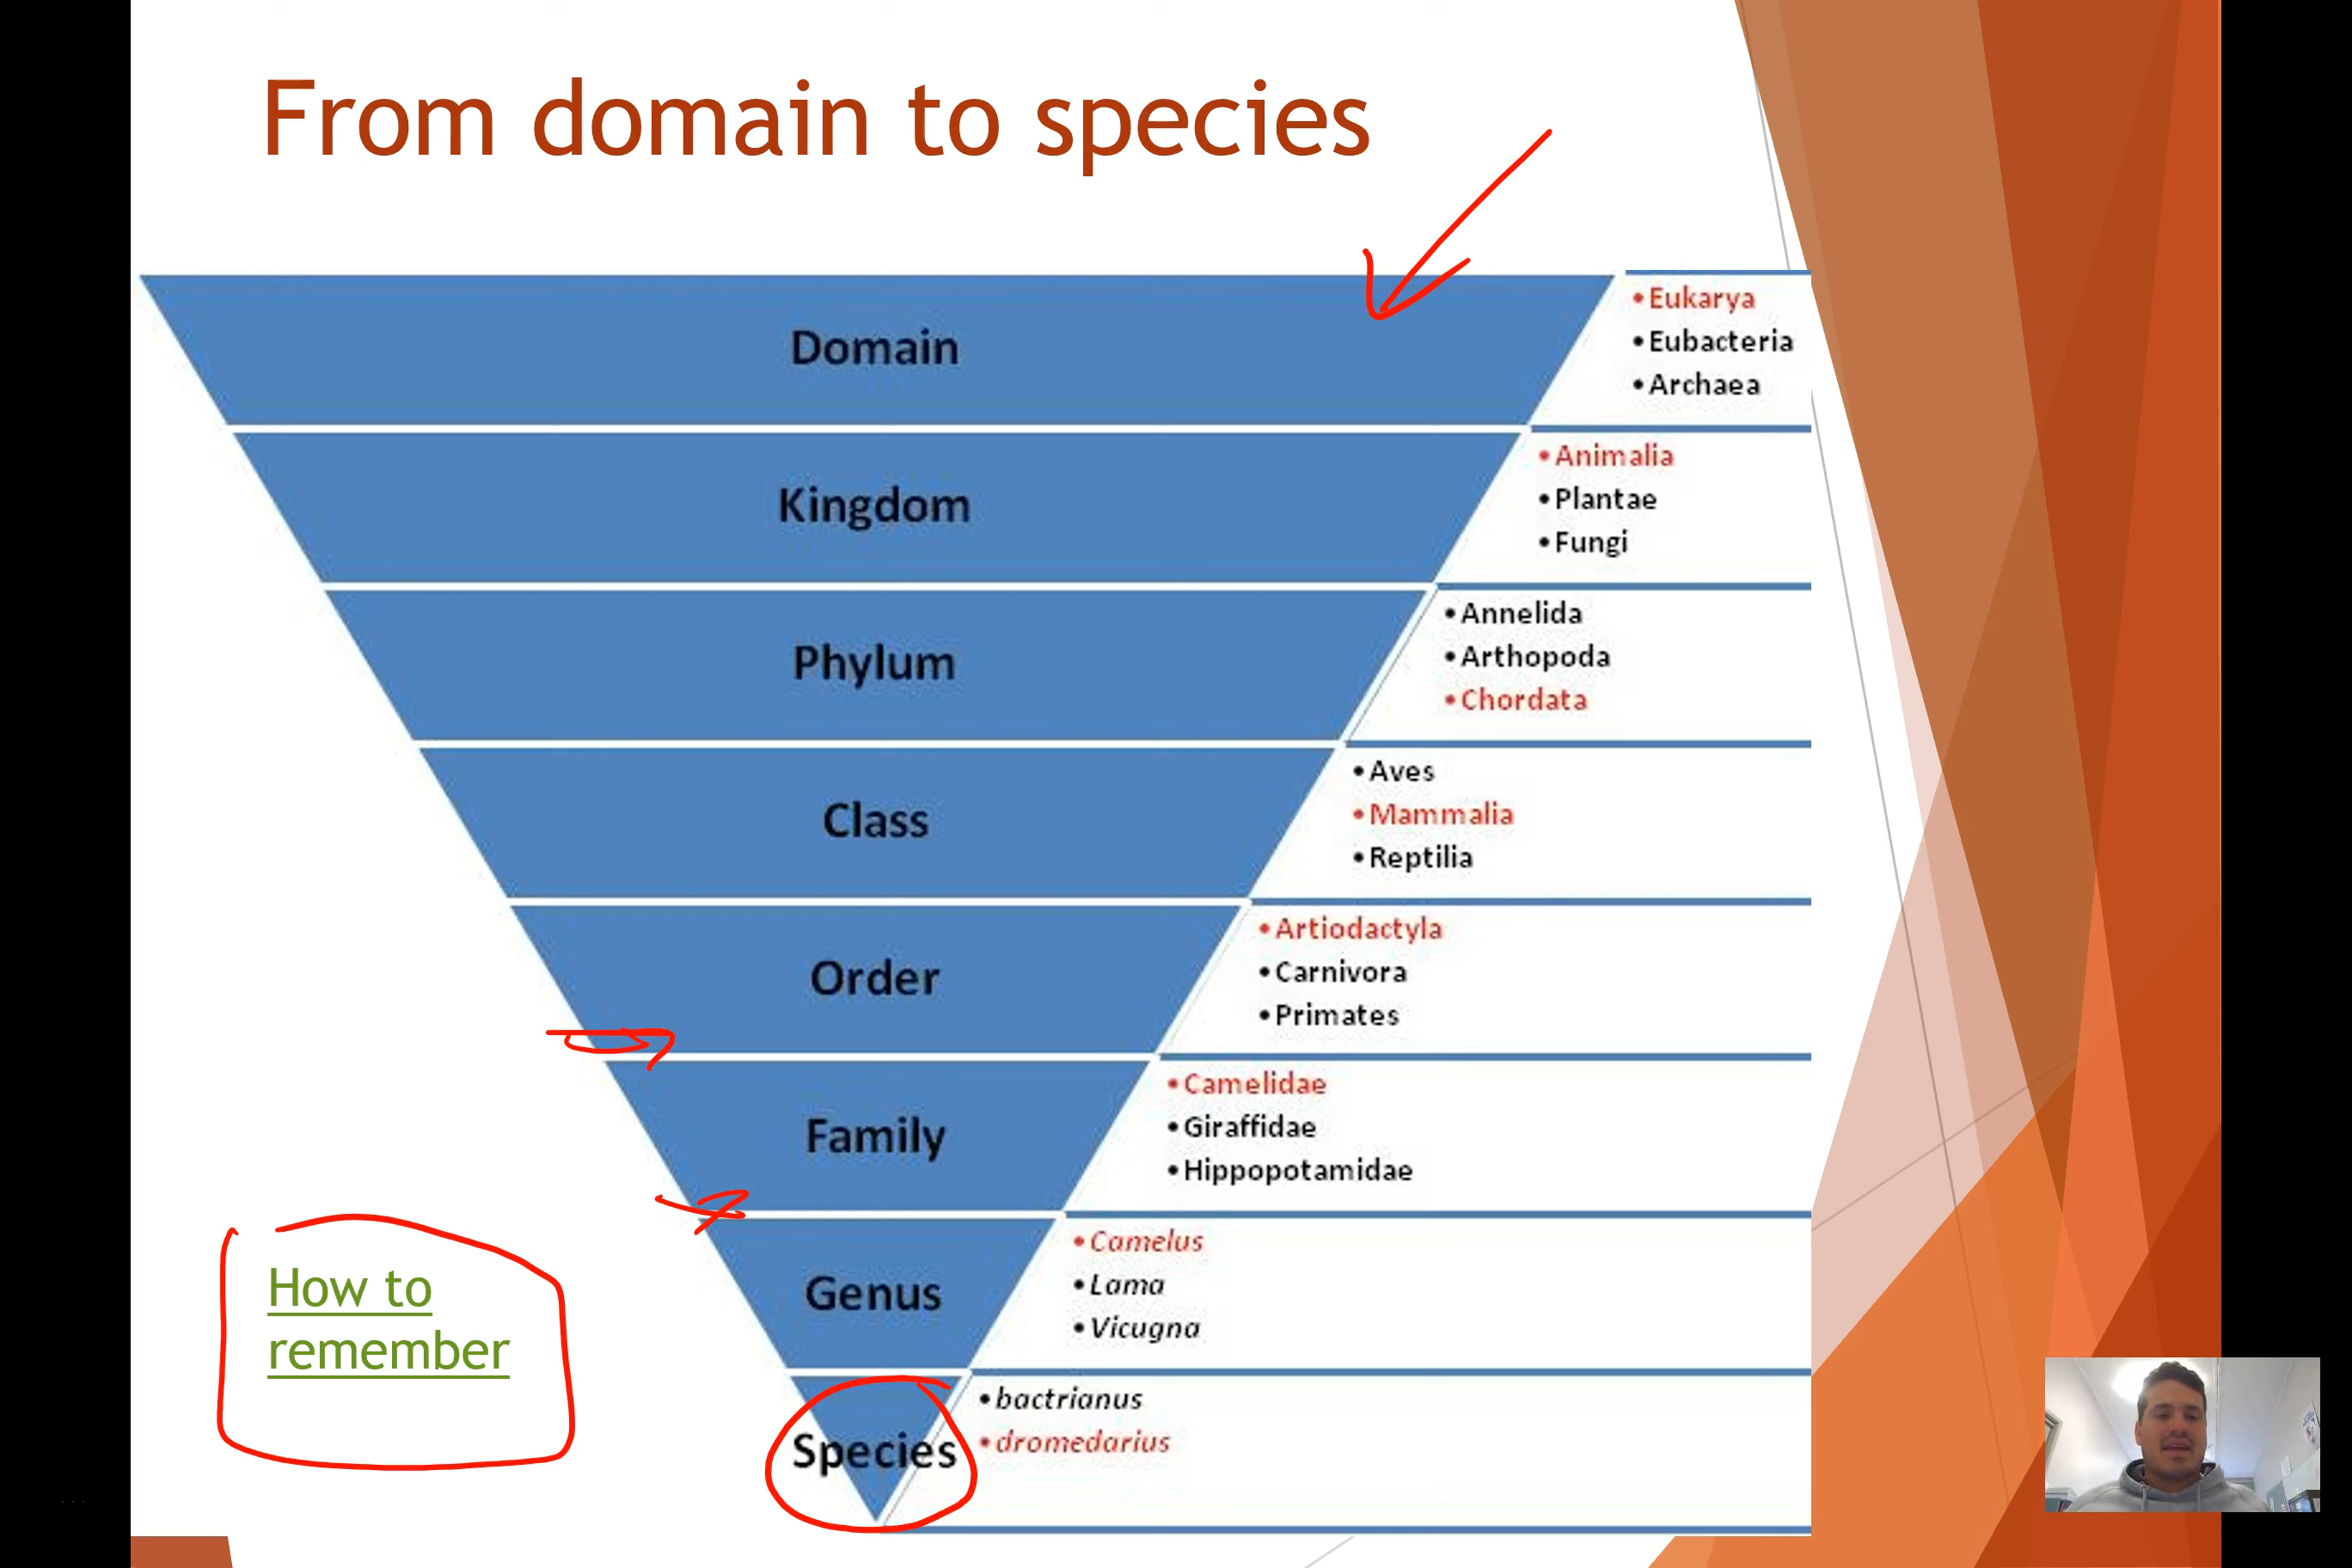 From domain to species
Domain
• Eukarya
• Eubacteria
• Archaea
Kingdom
• Animalia
• Plantae
• Fungi
Phylum
• Annelida
• Arthopoda
• Chordata
Class
• Aves
• Mammalia
• Reptilia
Order
• Artiodactyla
• Carnivora
• Primates
Family
• Camelidae
• Giraffidae
• Hippopotamidae
Genus
• Camelus
• Lama
• Vicugna
Species
• bactrianus
• dromedarius
How to
remember